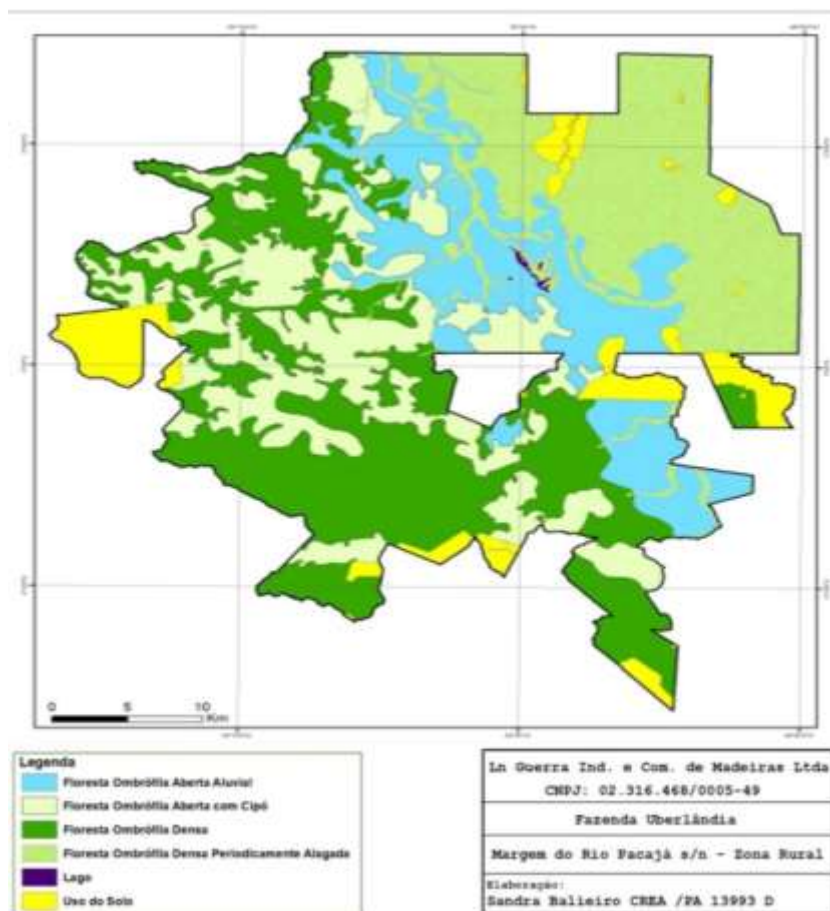 0 5 10
Km
Legenda
Floresta Ombrófila Aberta Aluvial
Floresta Ombrófila Aberta com Cipó
Floresta Ombrófila Densa
Floresta Ombrófila Densa Periodicamente Alagada
Lago
Uso do Solo
Ln Guerra Ind. e Com. de Madeiras Ltda
CNPJ: 02.316.468/0005-49
Fazenda Uberlândia
Margem do Rio Pacajá s/n - Zona Rural
Elaboração:
Sandra Balieiro CREA /PA 13993 D